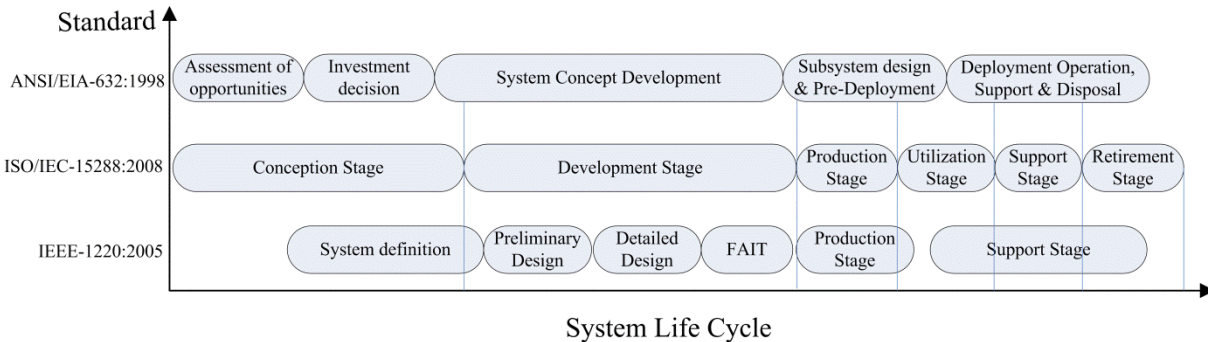 Standard
ANSI/EIA-632:1998
Assessment of
opportunities
Investment
decision
System Concept Development
Subsystem design
& Pre-Deployment
Deployment Operation,
Support & Disposal
ISO/IEC-15288:2008
Conception Stage
Development Stage
Production
Stage
Utilization
Stage
Support
Stage
Retirement
Stage
IEEE-1220:2005
System definition
Preliminary
Design
Detailed
Design
FAIT
Production
Stage
Support Stage
System Life Cycle